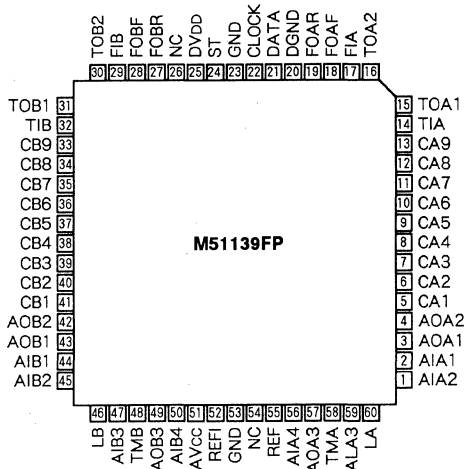 TOB2 FIB FOBF FOBR NC DVDD ST GND CLOCK DATA DGND FOAR FOAF FIA TOA2
30 29 28 27 26 25 24 23 22 21 20 19 18 17 16
TOB1 31 15 TOA1
TIB 32 14 TIA
CB9 33 13 CA9
CB8 34 12 CA8
CB7 35 11 CA7
CB6 36 10 CA6
CB5 37 9 CA5
CB4 38 8 CA4
M51139FP
CB3 39 7 CA3
CB2 40 6 CA2
CB1 41 5 CA1
AOB2 42 4 AOA2
AOB1 43 3 AOA1
AIB1 44 2 AIA1
AIB2 45 1 AIA2
46 47 48 49 50 51 52 53 54 55 56 57 58 59 60
LB AIB3 TMB AOB3 AIB4 AVCC REFI GND NC REF AIA4 AOA3 TMA ALA3 LA